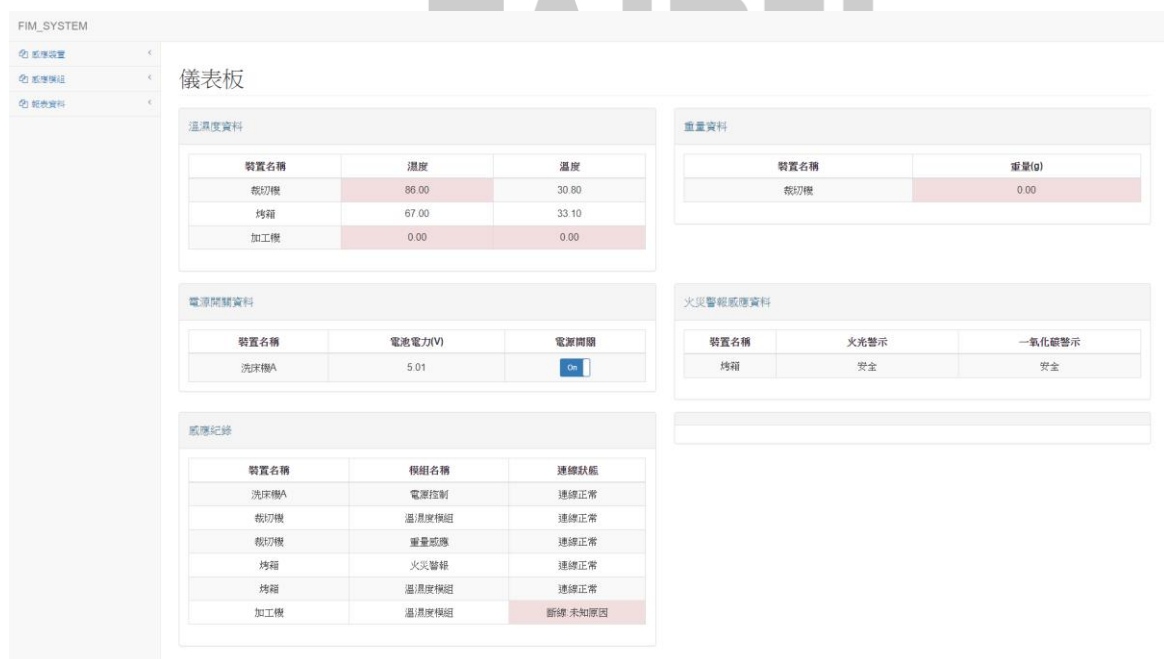 FIM_SYSTEM
感應裝置
感應模組
報表資料
儀表板
溫濕度資料
裝置名稱 濕度 溫度
裁切機 86.00 30.80
烤箱 67.00 33.10
加工機 0.00 0.00
重量資料
裝置名稱 重量(g)
裁切機 0.00
電源開關資料
裝置名稱 電池電力(V) 電源開關
洗床機A 5.01 On
火災警報感應資料
裝置名稱 火光警示 一氧化碳警示
烤箱 安全 安全
感應紀錄
裝置名稱 模組名稱 連線狀態
洗床機A 電源控制 連線正常
裁切機 溫濕度模組 連線正常
裁切機 重量感應 連線正常
烤箱 火災警報 連線正常
烤箱 溫濕度模組 連線正常
加工機 溫濕度模組 斷線:未知原因